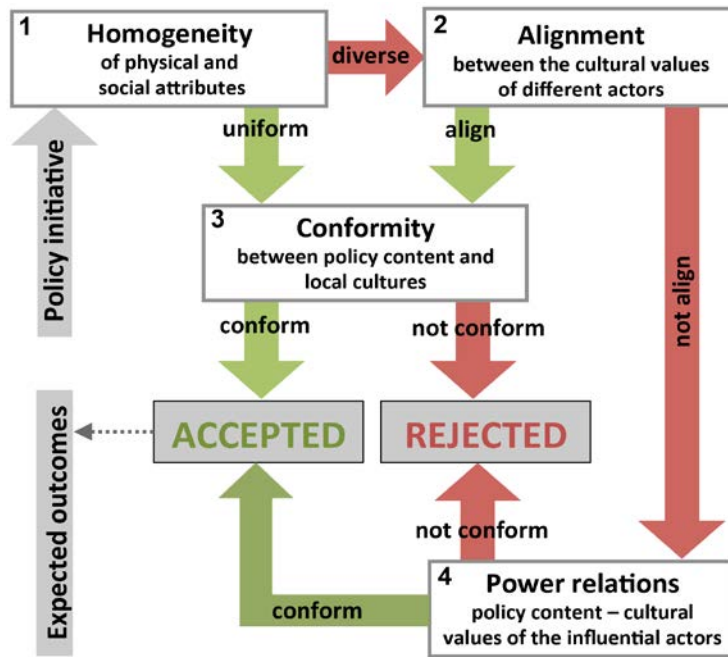 1
Homogeneity
of physical and
social attributes
diverse
2
Alignment
between the cultural values
of different actors
uniform
align
Policy initiative
3
Conformity
between policy content and
local cultures
not align
conform
not conform
ACCEPTED
REJECTED
Expected outcomes
not conform
4
Power relations
policy content – cultural
values of the influential actors
conform